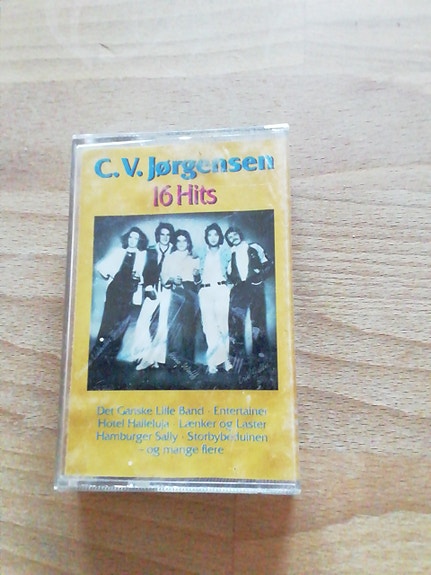 C.V. Jørgensen
16 Hits
Det Ganske Lille Band · Entertainer
Hotel Halleluja · Lænker og Laster
Hamburger Sally · Storbybeduinen
- og mange flere